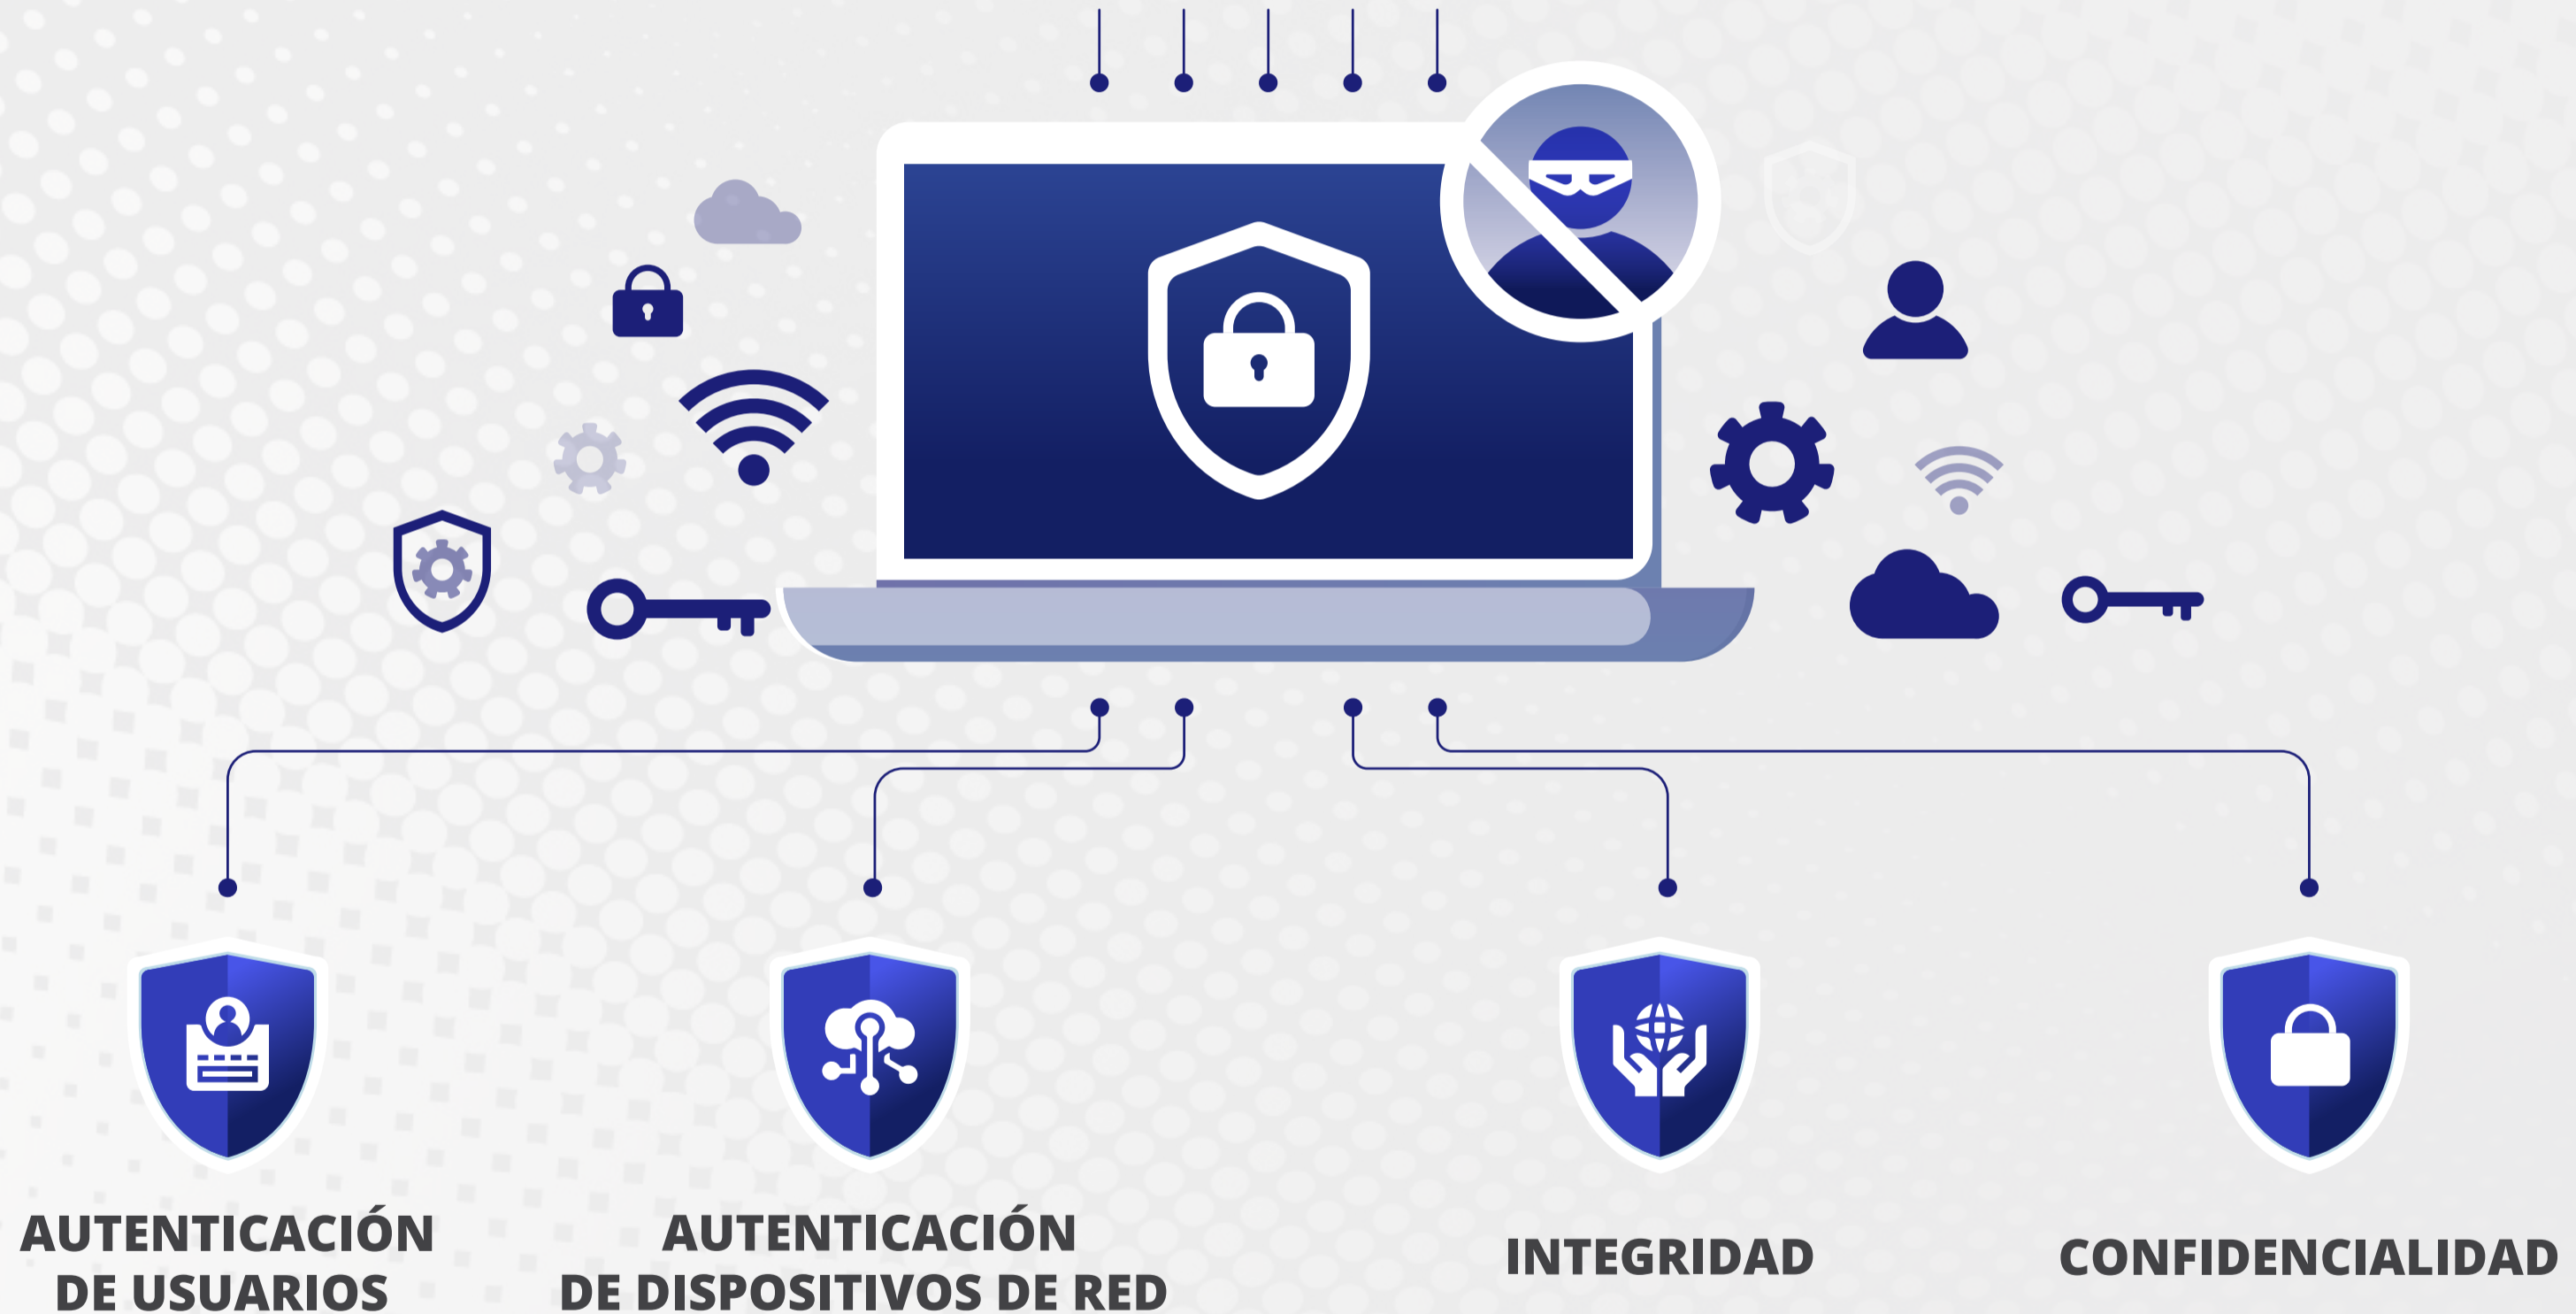 AUTENTICACIÓN
DE USUARIOS
AUTENTICACIÓN
DE DISPOSITIVOS DE RED
INTEGRIDAD
CONFIDENCIALIDAD